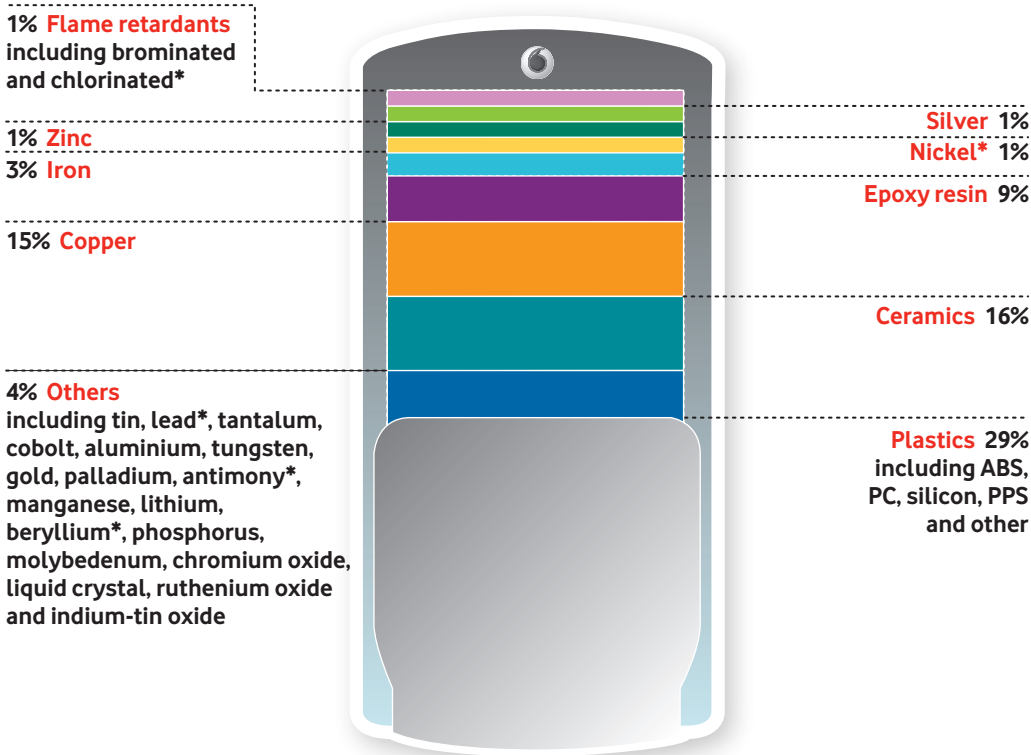 1% Flame retardants
including brominated
and chlorinated*
1% Zinc
3% Iron
15% Copper
4% Others
including tin, lead*, tantalum,
cobolt, aluminium, tungsten,
gold, palladium, antimony*,
manganese, lithium,
beryllium*, phosphorus,
molybedenum, chromium oxide,
liquid crystal, ruthenium oxide
and indium-tin oxide
Silver 1%
Nickel* 1%
Epoxy resin 9%
Ceramics 16%
Plastics 29%
including ABS,
PC, silicon, PPS
and other